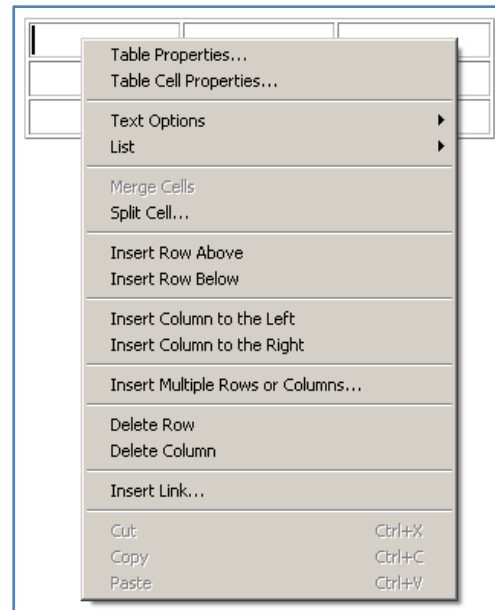 Table Properties...
Table Cell Properties...
Text Options
List
Merge Cells
Split Cell...
Insert Row Above
Insert Row Below
Insert Column to the Left
Insert Column to the Right
Insert Multiple Rows or Columns...
Delete Row
Delete Column
Insert Link...
Cut Ctrl+X
Copy Ctrl+C
Paste Ctrl+V